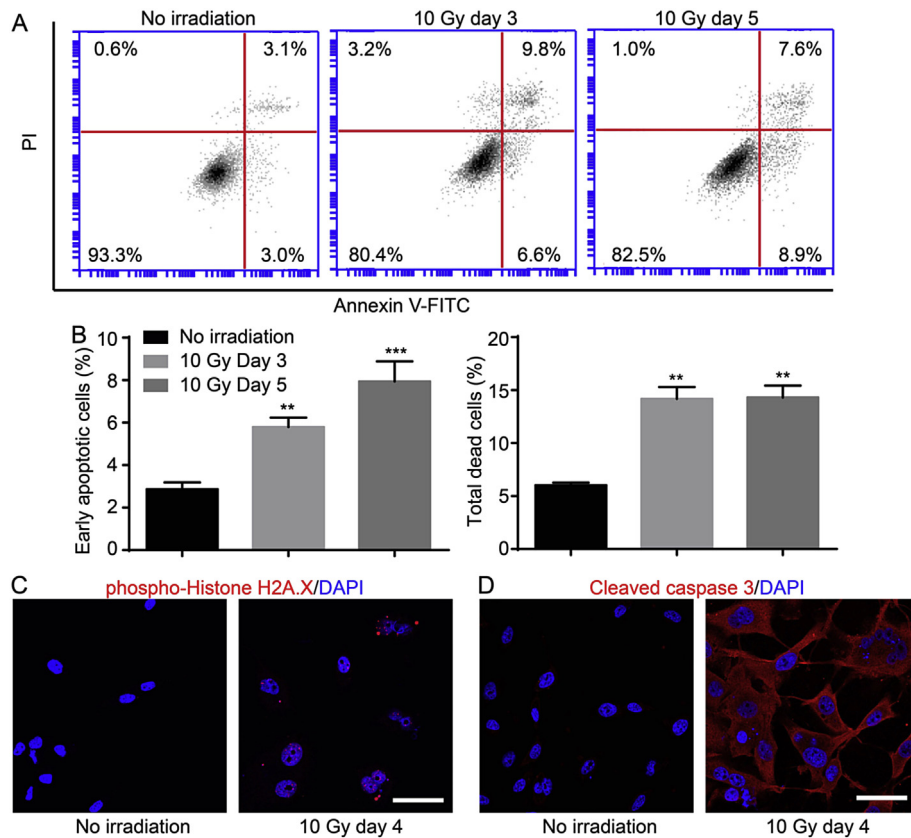 A
No irradiation
10 Gy day 3
10 Gy day 5
0.6% 3.1%
93.3% 3.0%
3.2% 9.8%
80.4% 6.6%
1.0% 7.6%
82.5% 8.9%
PI
Annexin V-FITC
B
Early apoptotic cells (%)
10
8
6
4
2
0
No irradiation
10 Gy Day 3
10 Gy Day 5
**
***
Total dead cells (%)
20
15
10
5
0
**
**
C
phospho-Histone H2A.X/DAPI
No irradiation
10 Gy day 4
D
Cleaved caspase 3/DAPI
No irradiation
10 Gy day 4